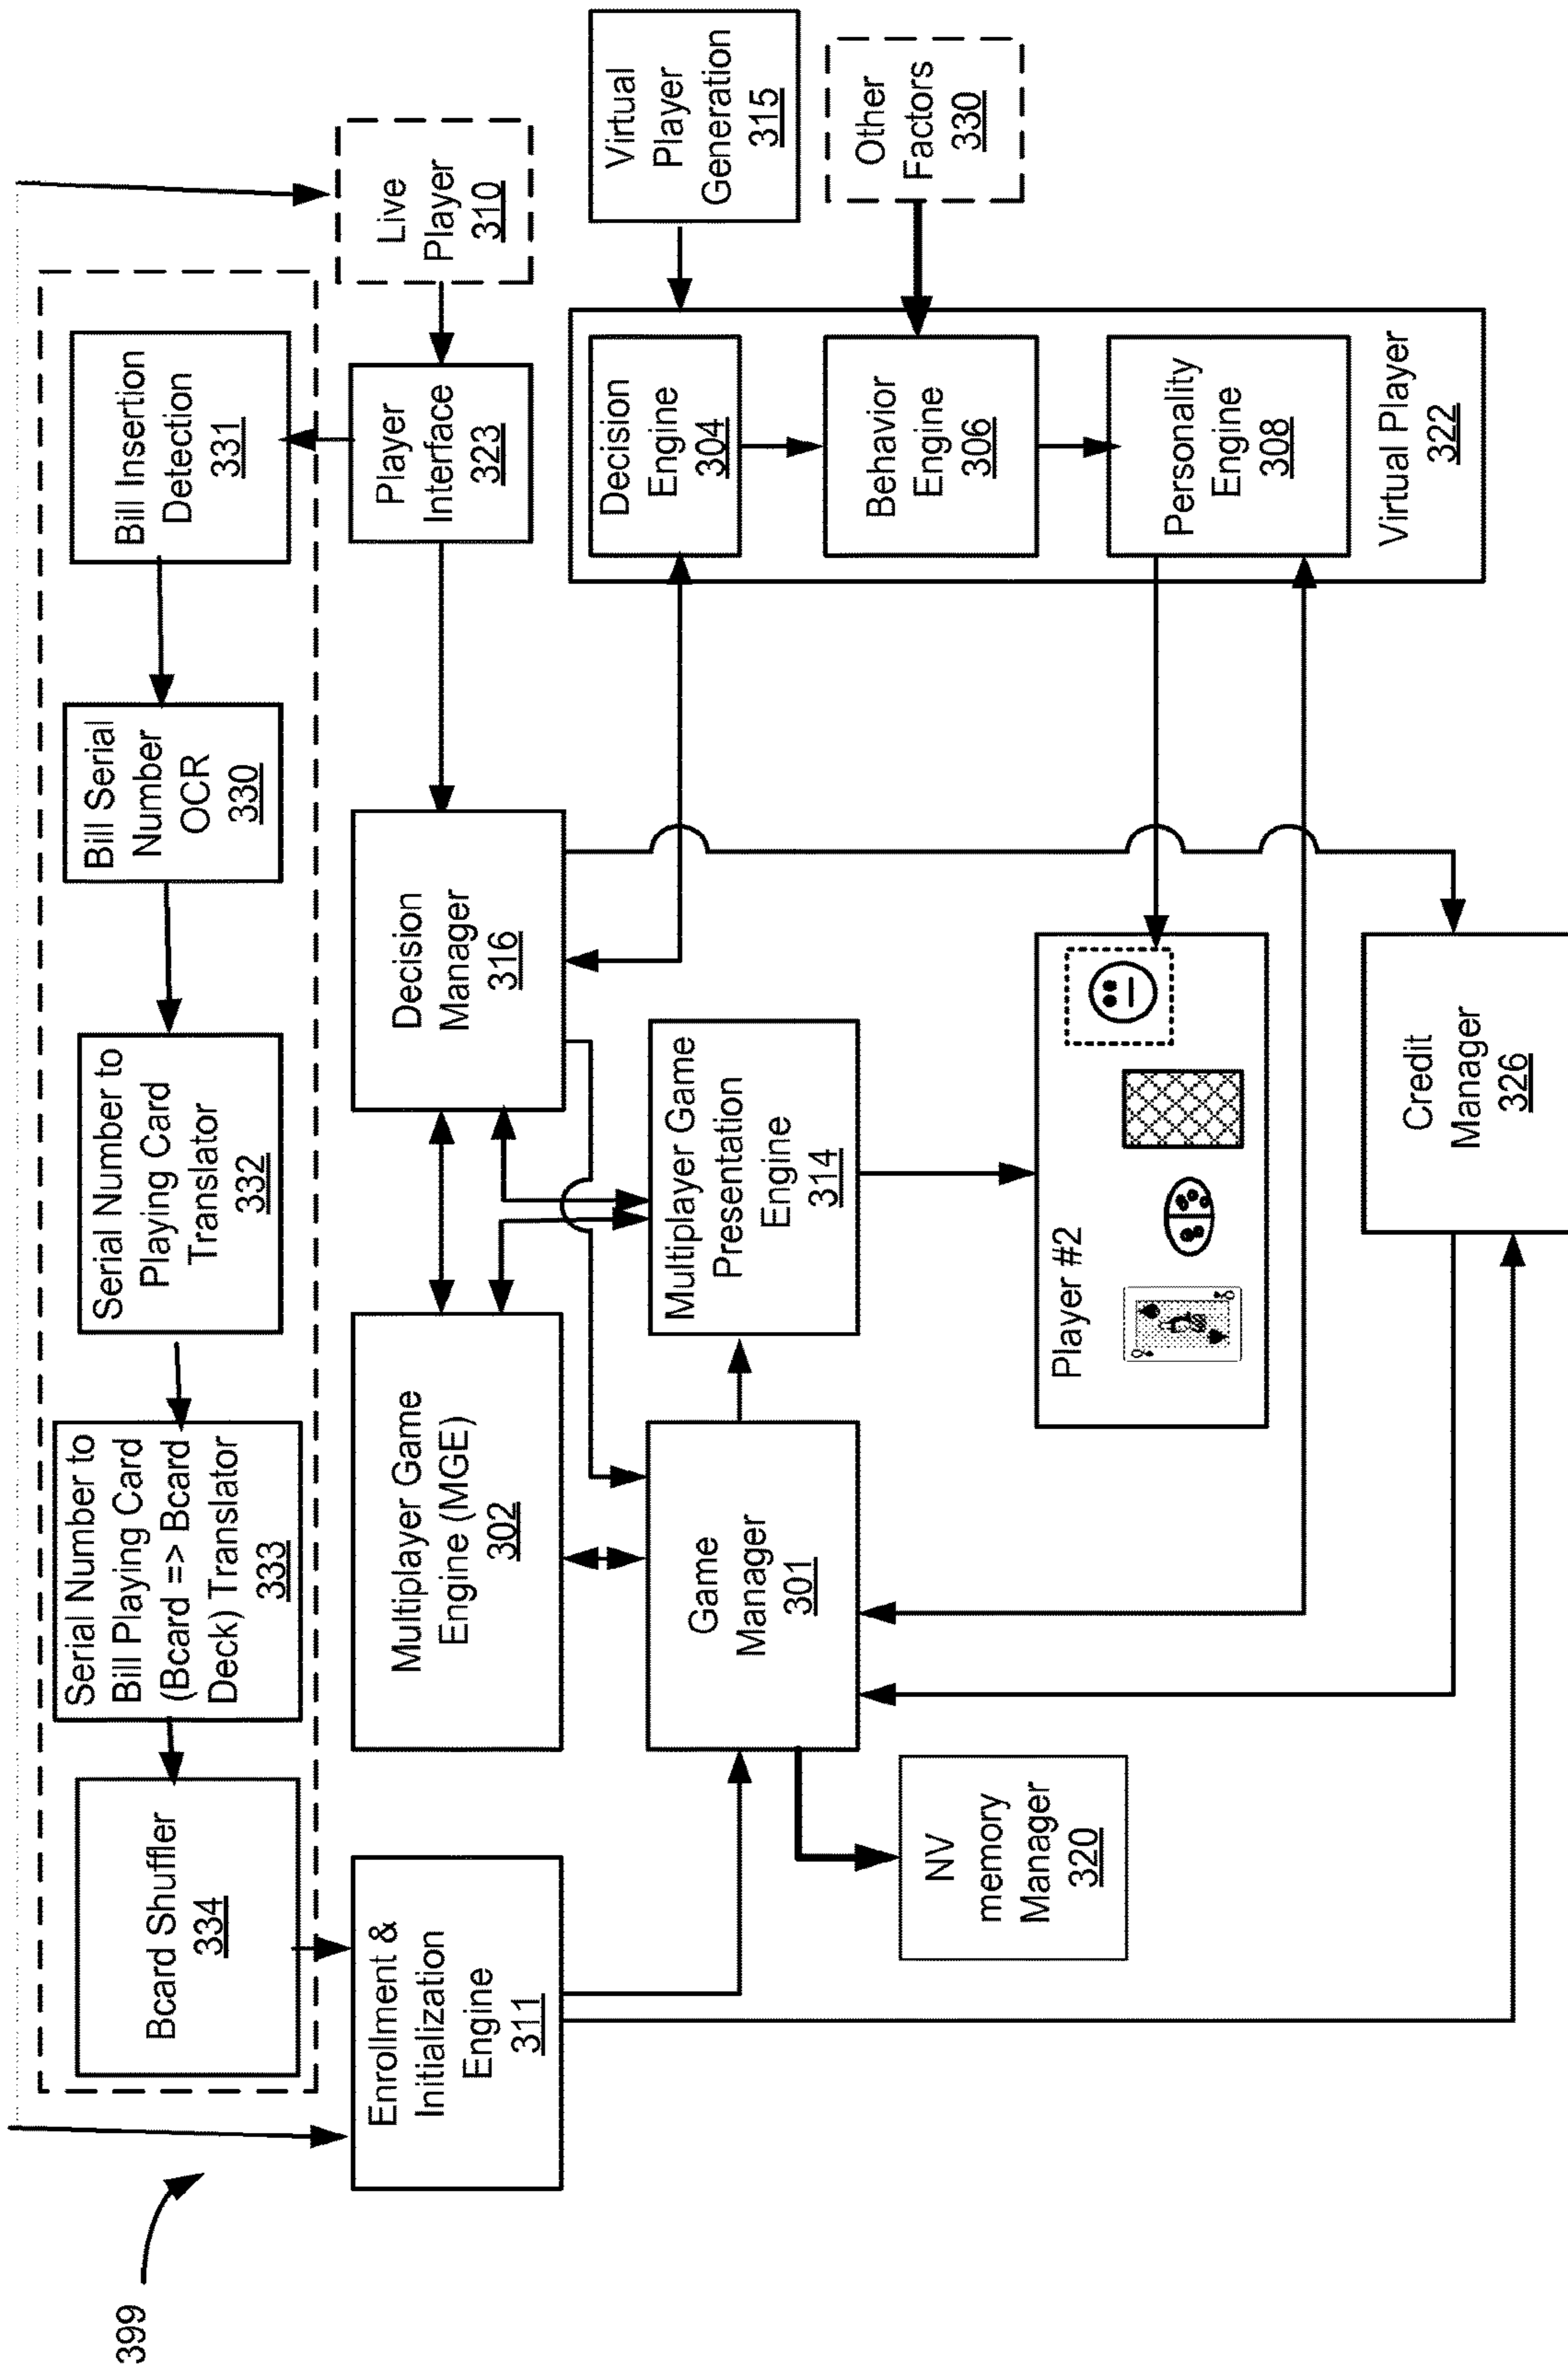 399
Bcard Shuffler
334
Serial Number to
Bill Playing Card
(Bcard => Bcard
Deck) Translator
333
Serial Number to
Playing Card
Translator
332
Bill Serial
Number
OCR
330
Bill Insertion
Detection
331
Enrollment &
Initialization
Engine
311
Multiplayer Game
Engine (MGE)
302
Decision
Manager
316
Player
Interface
323
Live
Player
310
Game
Manager
301
Multiplayer Game
Presentation
Engine
314
Decision
Engine
304
Virtual
Player
Generation
315
Behavior
Engine
306
Other
Factors
330
NV
memory
Manager
320
Player #2
Personality
Engine
308
Virtual Player
322
Credit
Manager
326